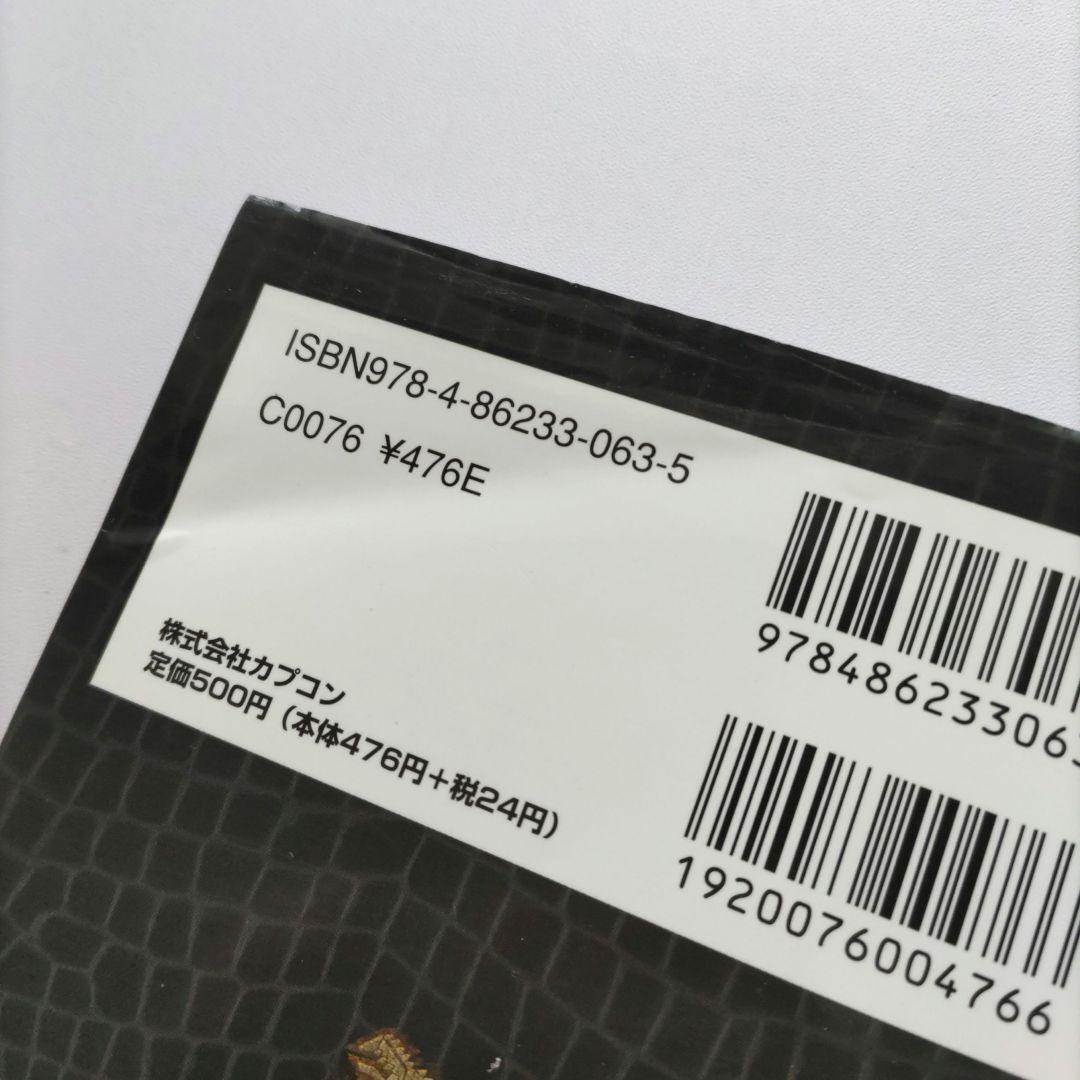 ISBN978-4-86233-063-5
C0076 ¥476E
株式会社カプコン
定価500円（本体476円＋税24円）
978486233063
1920076004766